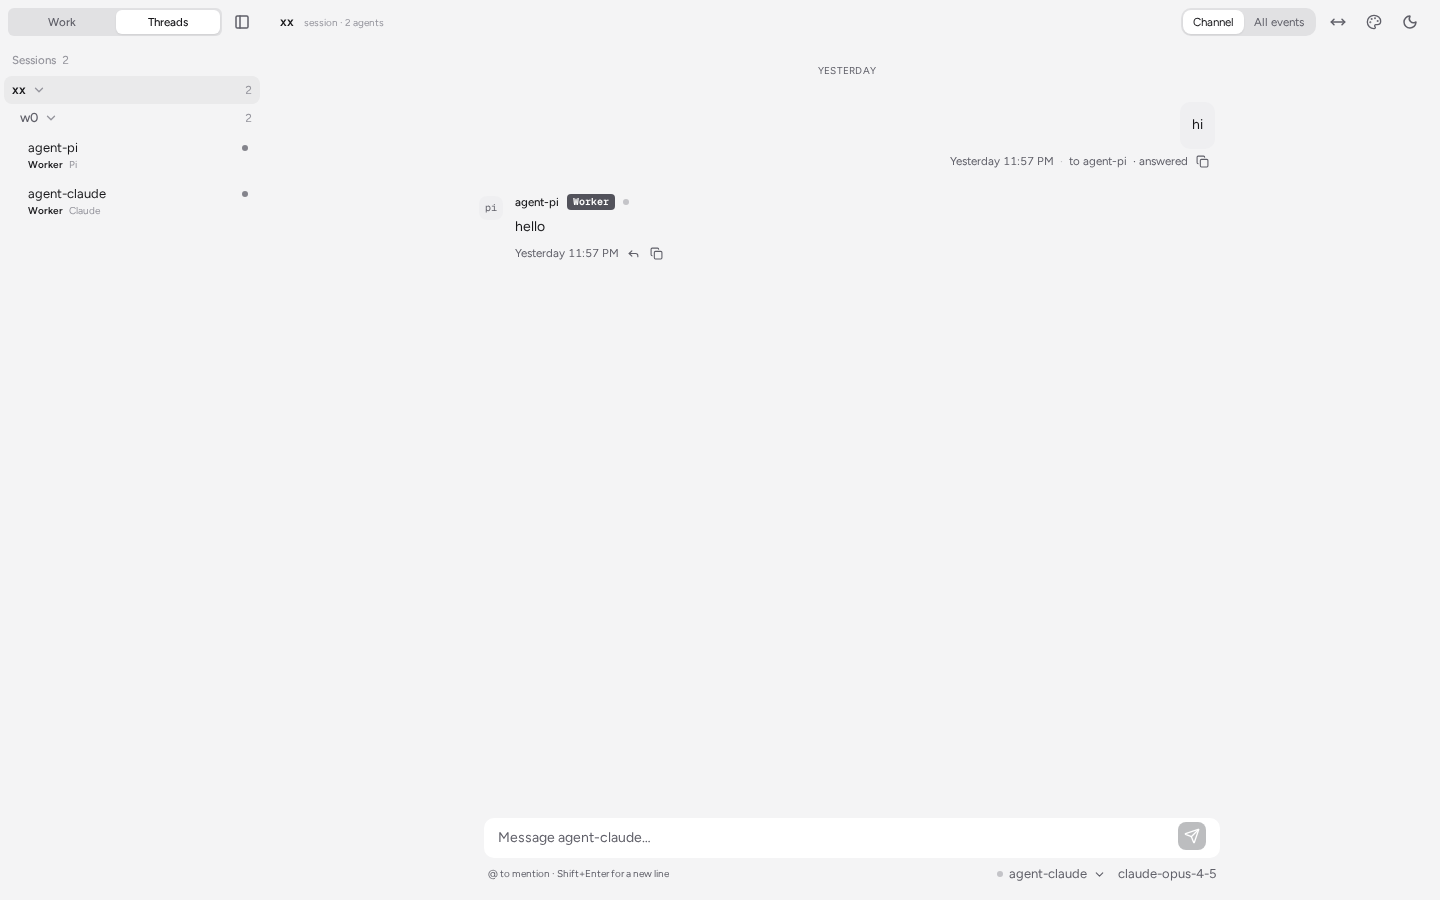 Work Threads xx session · 2 agents Channel All events
Sessions 2
YESTERDAY
xx 2
hi
w0 2
agent-pi
Worker Pi
Yesterday 11:57 PM · to agent-pi · answered
agent-claude
Worker Claude
pi agent-pi Worker
hello
Yesterday 11:57 PM
Message agent-claude...
@ to mention · Shift+Enter for a new line agent-claude claude-opus-4-5